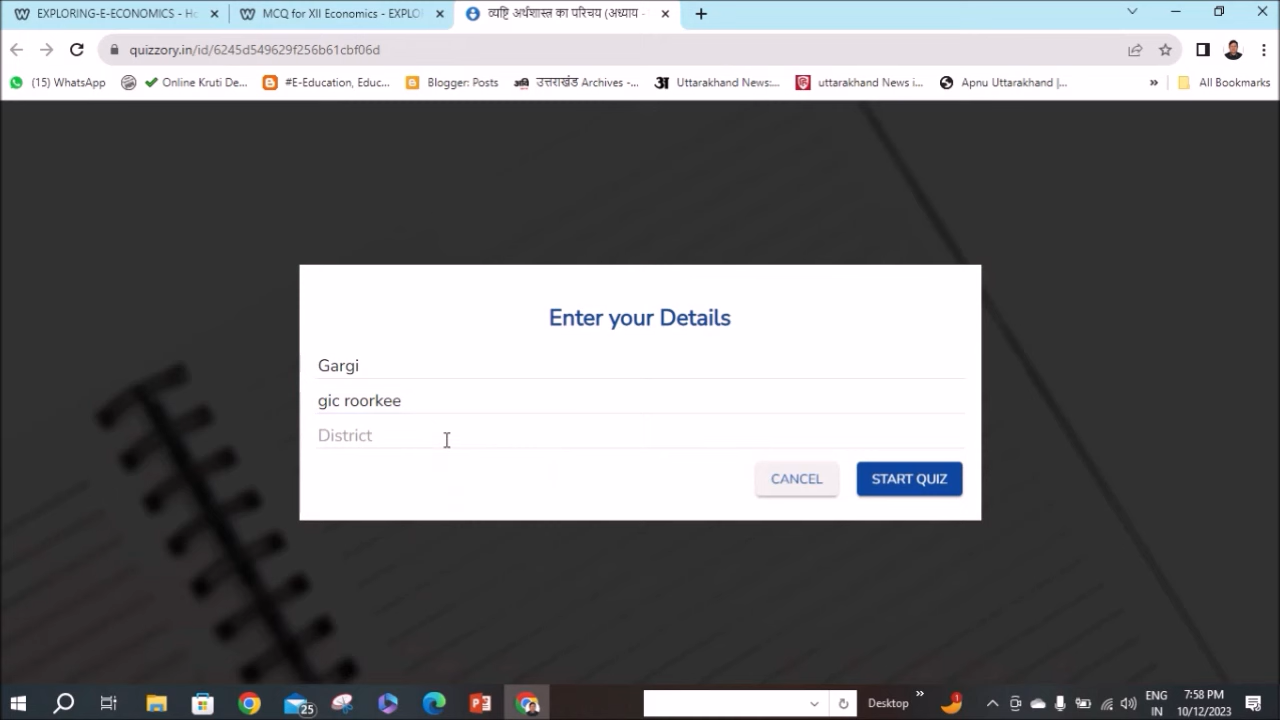 EXPLORING-E-ECONOMICS - Ho
MCQ for XII Economics - EXPLO
व्यष्टि अर्थशास्त्र का परिचय (अध्याय -
quizzory.in/id/6245d549629f256b61cbf06d
(15) WhatsApp
Online Kruti De...
#E-Education, Educ...
Blogger: Posts
उत्तराखंड Archives -...
Uttarakhand News:...
uttarakhand News i...
Apnu Uttarakhand |...
»
All Bookmarks
Enter your Details
Gargi
gic roorkee
District
CANCEL
START QUIZ
25
Desktop
»
1
ENG
IN
7:58 PM
10/12/2023